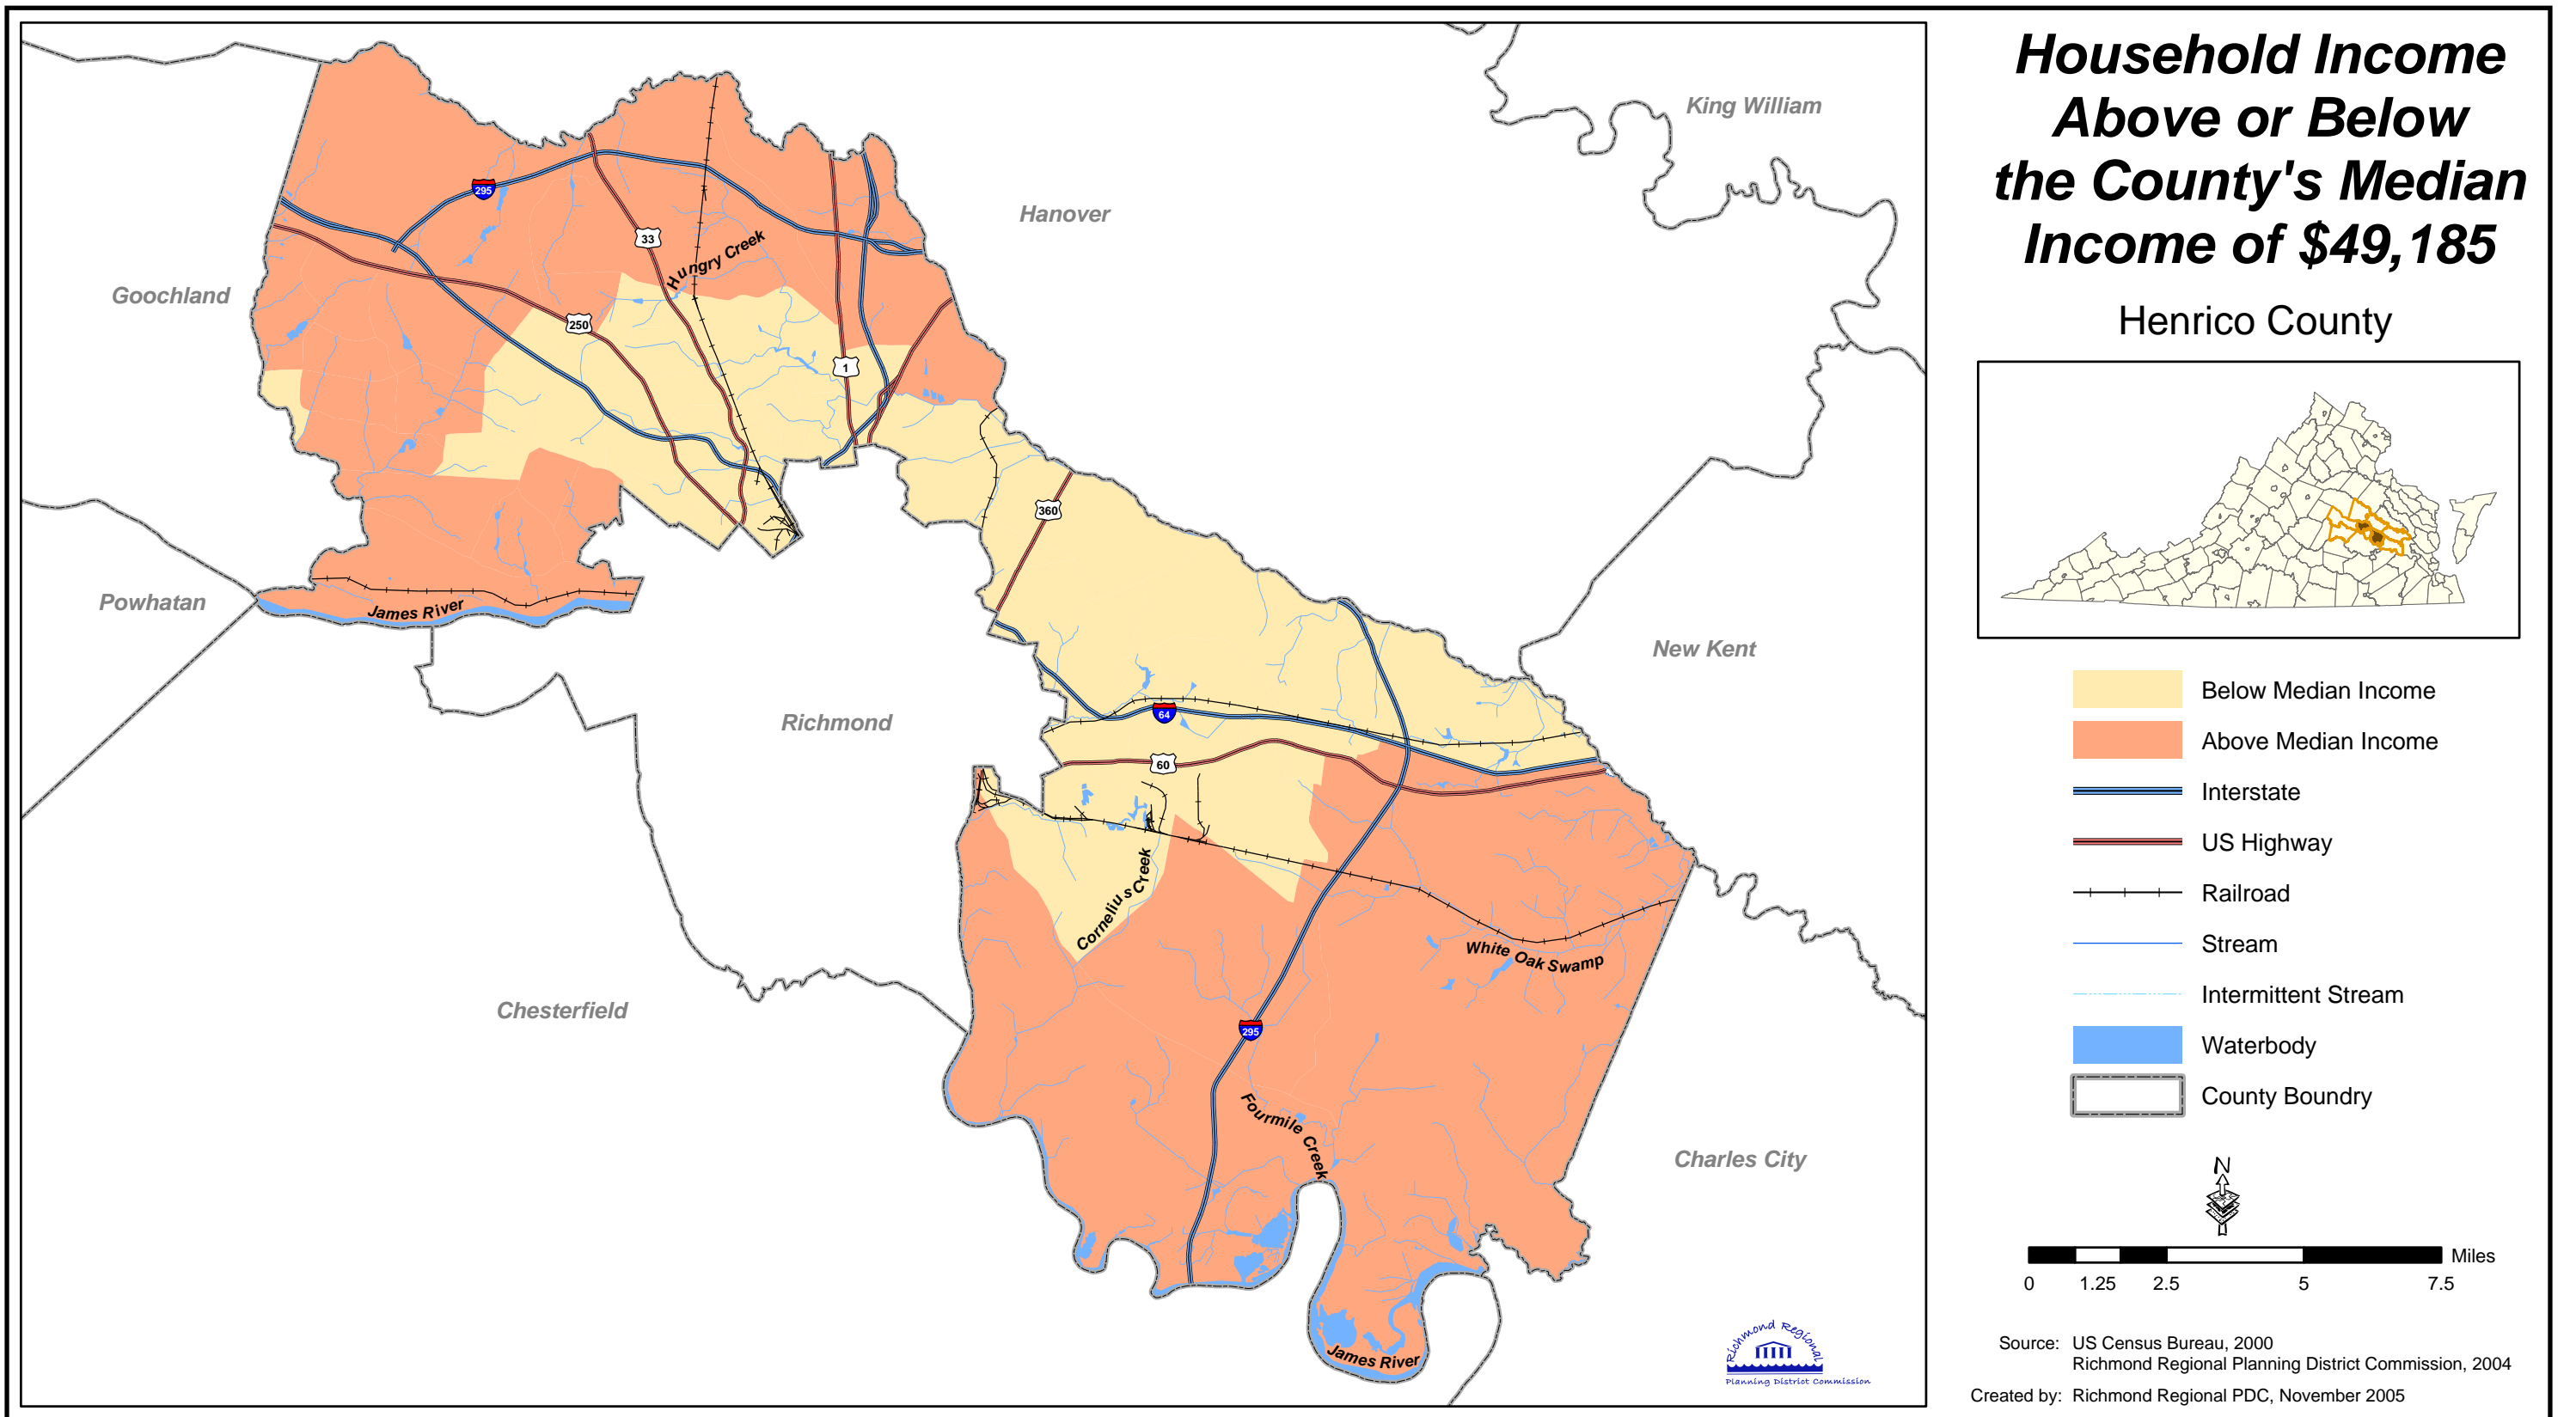 Household Income
Above or Below
the County's Median
Income of $49,185
Henrico County
King William
Hanover
Goochland
Powhatan
Richmond
New Kent
Chesterfield
Charles City
295
33
Hungry Creek
250
1
360
James River
64
60
Cornelius Creek
White Oak Swamp
295
Fourmile Creek
James River
Below Median Income
Above Median Income
Interstate
US Highway
Railroad
Stream
Intermittent Stream
Waterbody
County Boundry
N
Miles
0 1.25 2.5 5 7.5
Richmond Regional
Planning District Commission
Source: US Census Bureau, 2000
Richmond Regional Planning District Commission, 2004
Created by: Richmond Regional PDC, November 2005